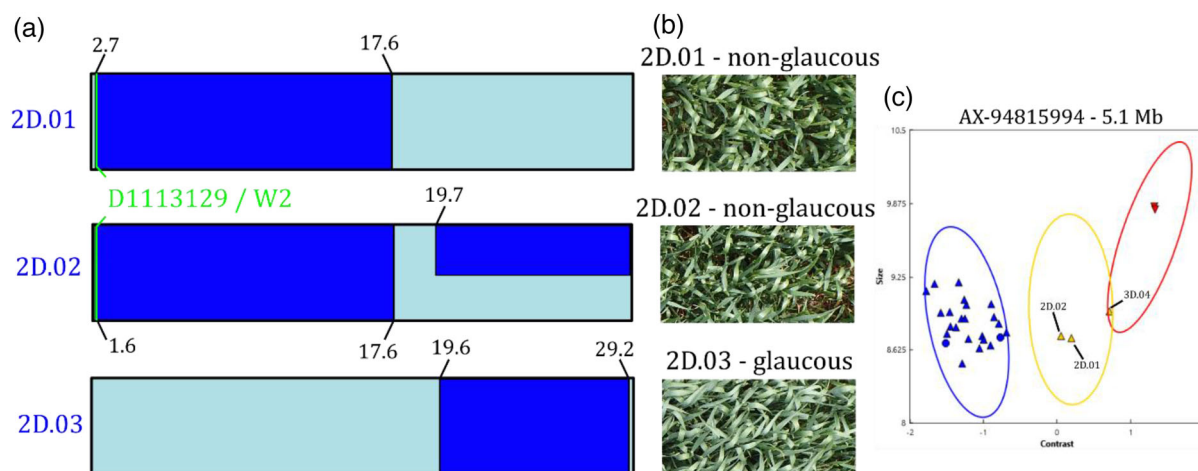 (a)
2.7
17.6
2D.01
D1113129 / W2
19.7
2D.02
1.6
17.6
19.6
29.2
2D.03
(b)
2D.01 - non-glaucous
2D.02 - non-glaucous
2D.03 - glaucous
(c)
AX-94815994 - 5.1 Mb
10.5
9.875
9.25
8.625
8
Size
3D.04
2D.02
2D.01
-2
-1
0
1
Contrast